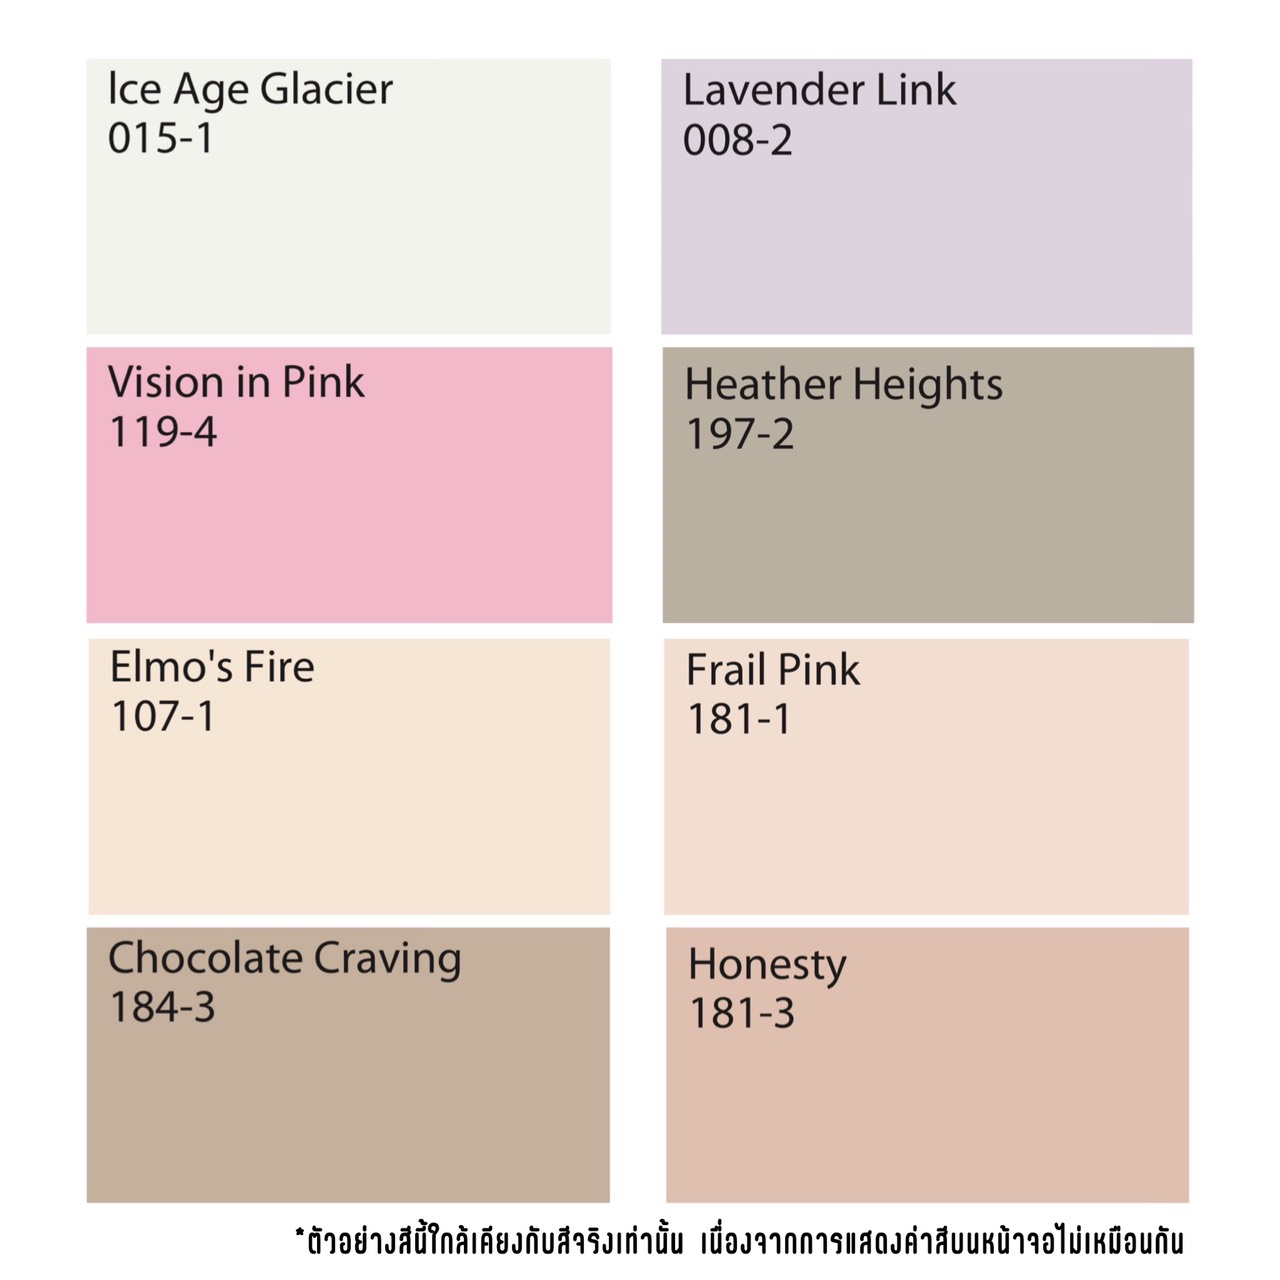 Ice Age Glacier
015-1
Lavender Link
008-2
Vision in Pink
119-4
Heather Heights
197-2
Elmo's Fire
107-1
Frail Pink
181-1
Chocolate Craving
184-3
Honesty
181-3
*ตัวอย่างสีนี้ใกล้เคียงกับสีจริงเท่านั้น เนื่องจากการแสดงค่าสีบนหน้าจอไม่เหมือนกัน